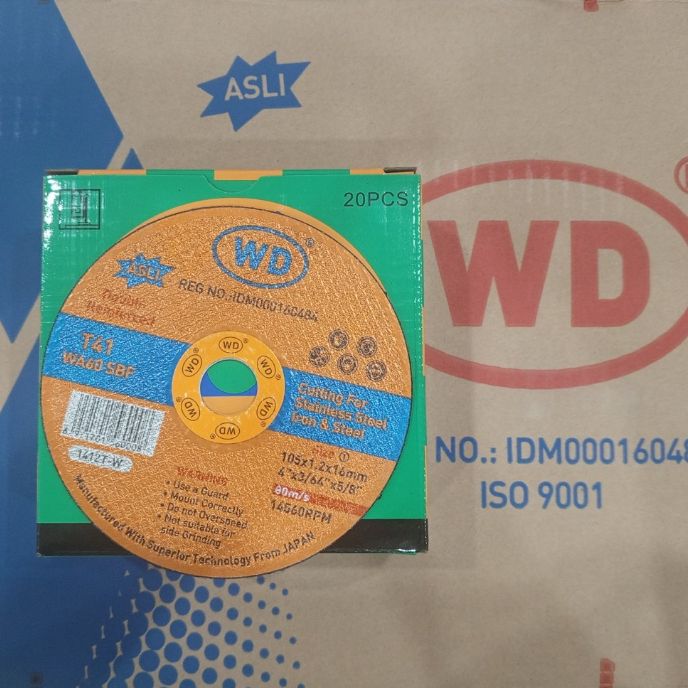 ASLI
WD
NO.: IDM00016048
ISO 9001
20PCS
WD®
ASLI
REG NO.:IDM000160484
Double
Reinforced
T41
WA60 SBF
WD
WD
WD
WD
WD
WD
Cutting For
Stainless Steel
Iron & Steel
1412T-W
Size
105x1.2x16mm
4"x3/64"x5/8"
80m/s
14560RPM
WARNING
• Use a Guard
• Mount Correctly
• Do not Overspeed
• Not suitable for
side Grinding
Manufactured With Superior Technology From JAPAN